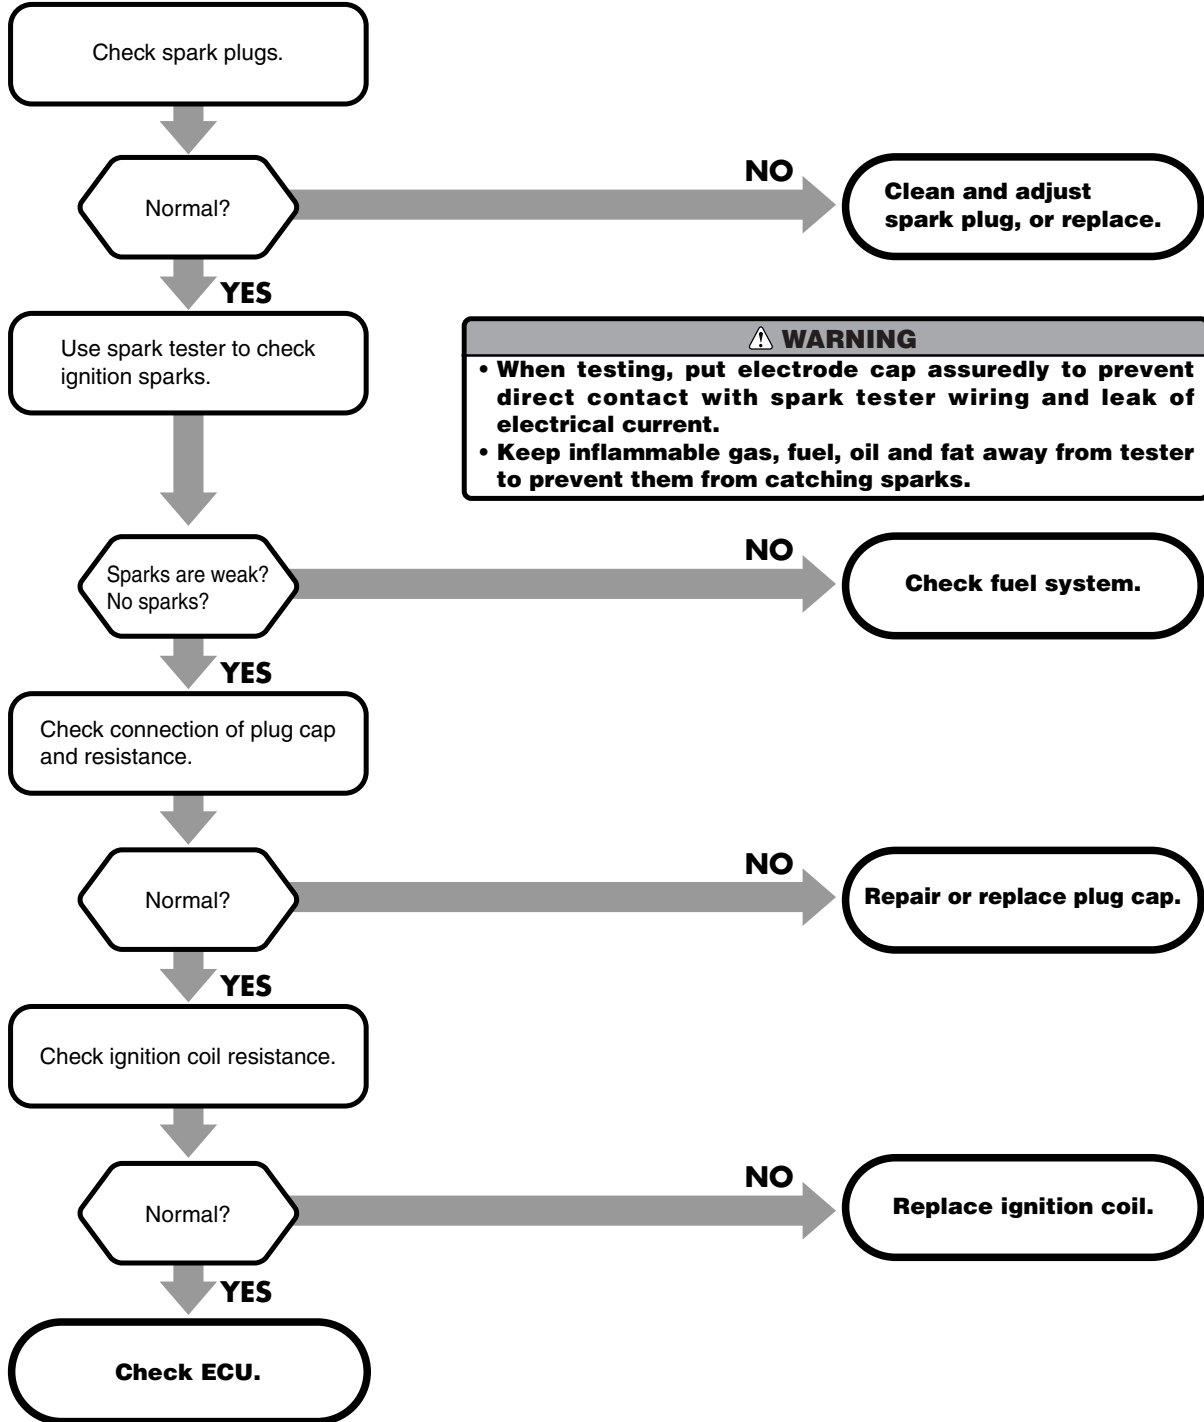 Check spark plugs.
Normal?
NO
Clean and adjust
spark plug, or replace.
YES
Use spark tester to check
ignition sparks.
⚠ WARNING
• When testing, put electrode cap assuredly to prevent
direct contact with spark tester wiring and leak of
electrical current.
• Keep inflammable gas, fuel, oil and fat away from tester
to prevent them from catching sparks.
Sparks are weak?
No sparks?
NO
Check fuel system.
YES
Check connection of plug cap
and resistance.
Normal?
NO
Repair or replace plug cap.
YES
Check ignition coil resistance.
Normal?
NO
Replace ignition coil.
YES
Check ECU.